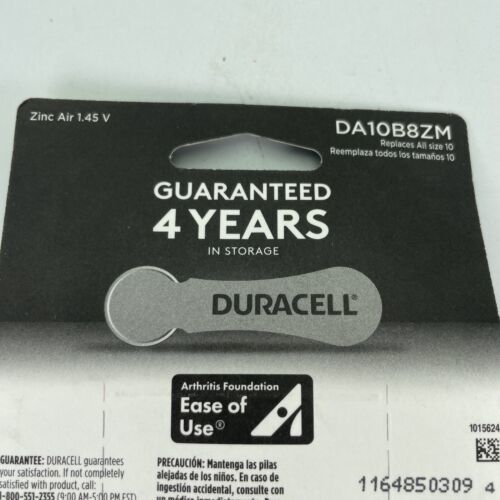 Zinc Air 1.45 V
DA10B8ZM
Replaces All size 10
Reemplaza todos los tamaños 10
GUARANTEED
4 YEARS
IN STORAGE
DURACELL®
Arthritis Foundation
Ease of
Use®
1015624
GUARANTEE: DURACELL guarantees
your satisfaction. If not completely
satisfied with product, call:
1-800-551-2355 (9:00 AM-5:00 PM EST)
PRECAUCIÓN: Mantenga las pilas
alejadas de los niños. En caso de
ingestión accidental, consulte con
un médico
1164850309 4